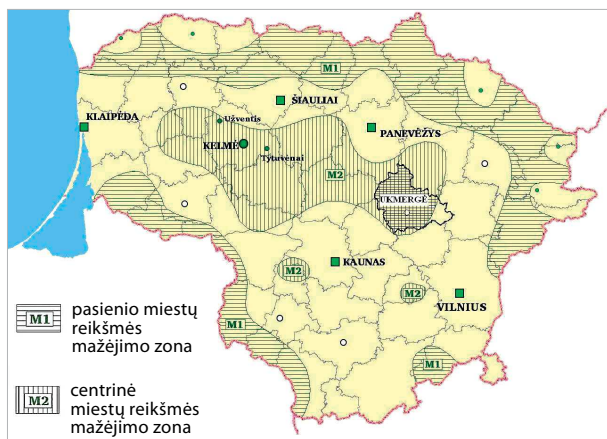 M1
ŠIAULIAI
KLAIPĖDA
Užventis
PANEVĖŽYS
KELMĖ
Tytuvėnai
M2
UKMERGĖ
KAUNAS
M2
M2
VILNIUS
M1
M1
M1
pasienio miestų
reikšmės
mažėjimo zona
M2
centrinė
miestų reikšmės
mažėjimo zona